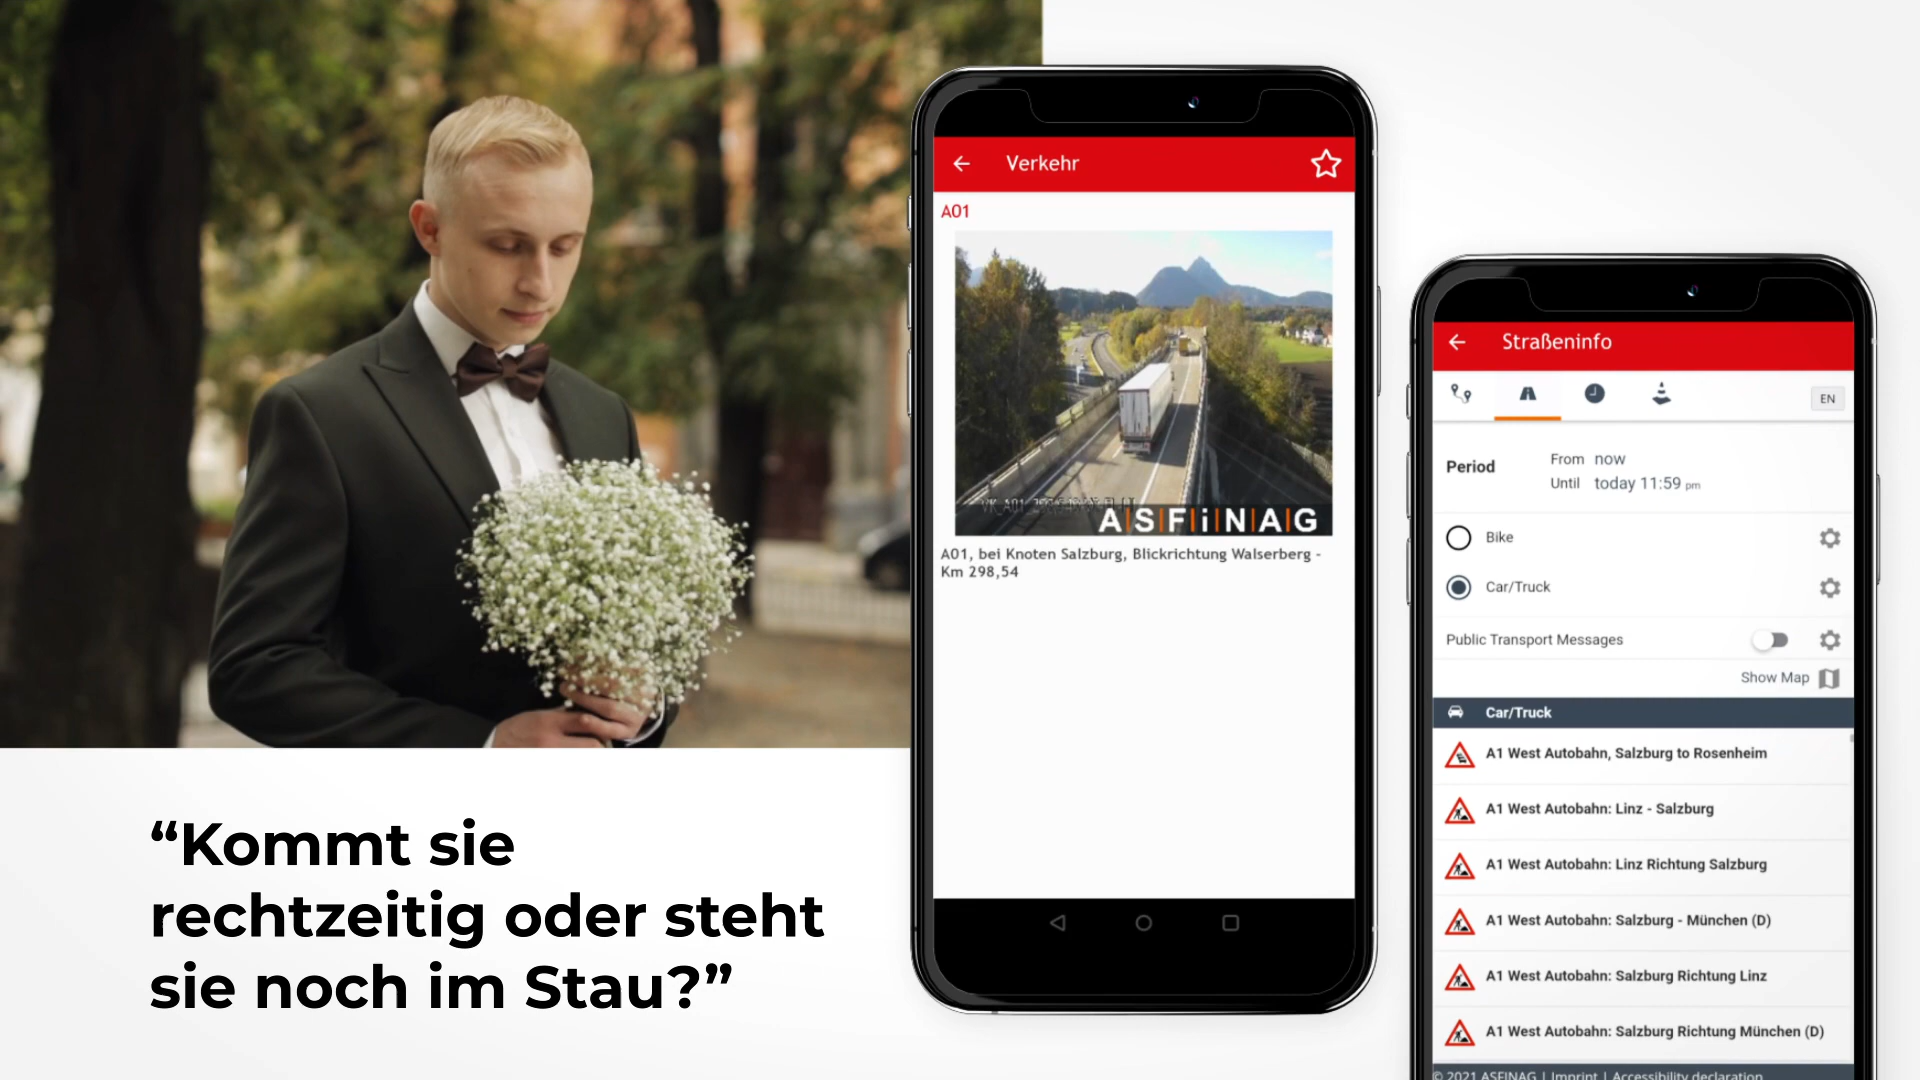 “Kommt sie
rechtzeitig oder steht
sie noch im Stau?”
Verkehr
A01
A|S|F|i|N|A|G
A01, bei Knoten Salzburg, Blickrichtung Walserberg -
Km 298,54
Straßeninfo
EN
Period
From now
Until today 11:59 pm
Bike
Car/Truck
Public Transport Messages
Show Map
Car/Truck
A1 West Autobahn, Salzburg to Rosenheim
A1 West Autobahn: Linz - Salzburg
A1 West Autobahn: Linz Richtung Salzburg
A1 West Autobahn: Salzburg - München (D)
A1 West Autobahn: Salzburg Richtung Linz
A1 West Autobahn: Salzburg Richtung München (D)
© 2021 ASFINAG | Imprint | Accessibility declaration